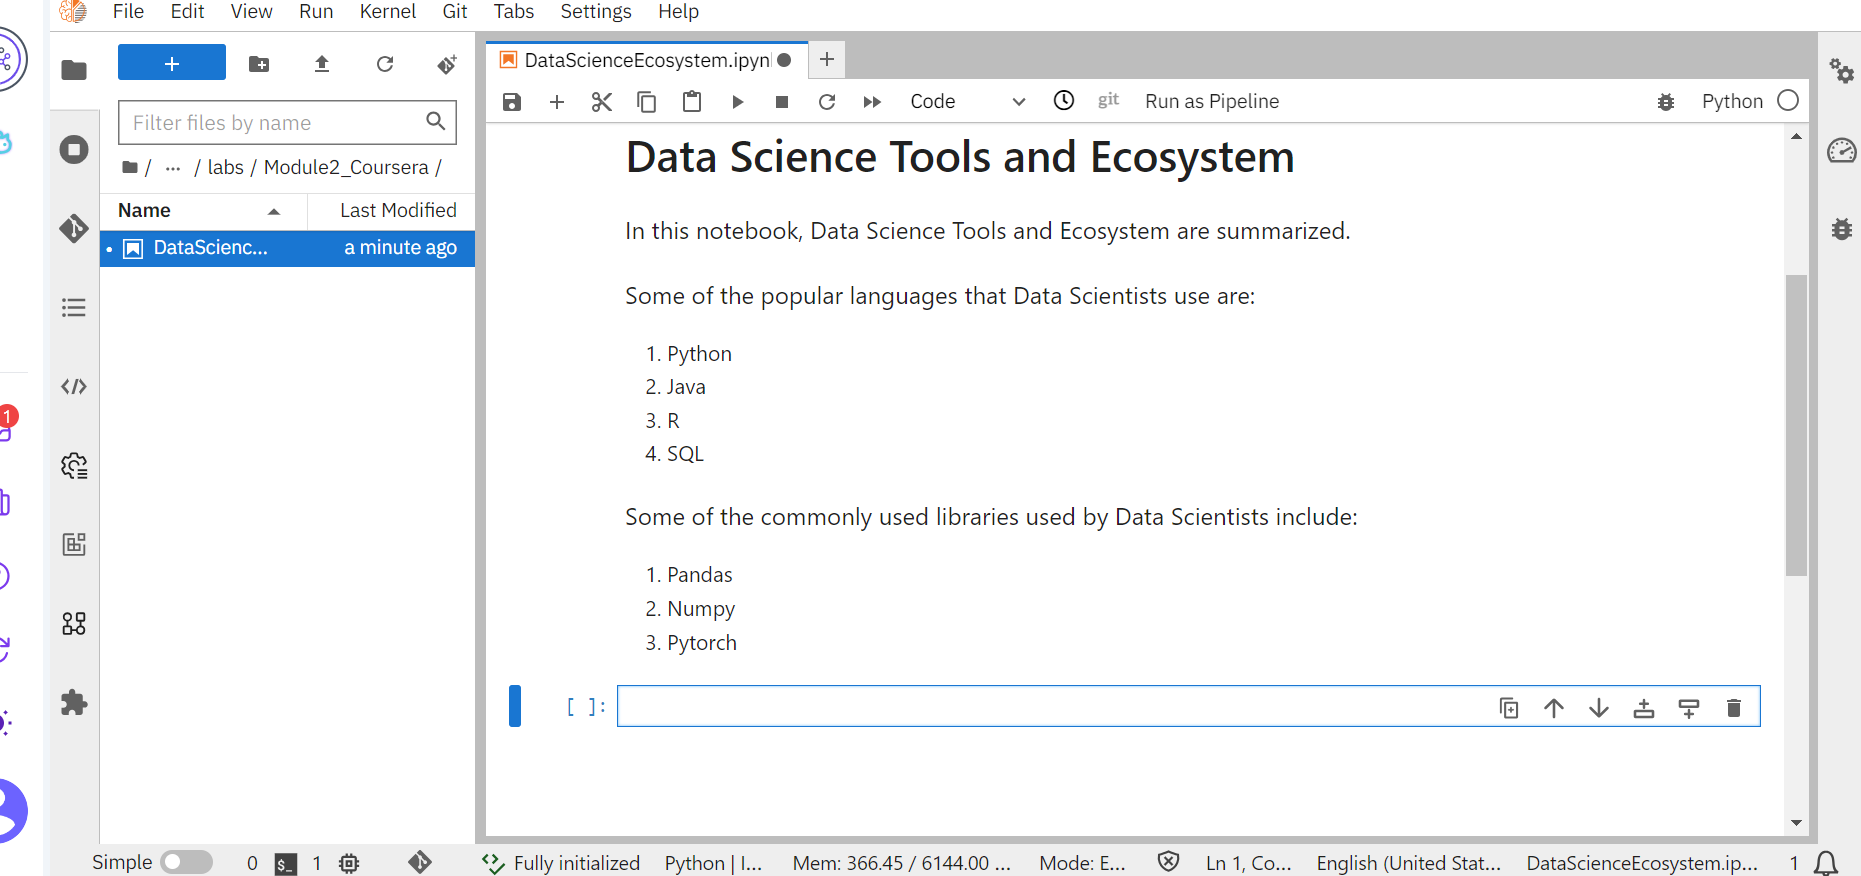 File Edit View Run Kernel Git Tabs Settings Help
+
Filter files by name
/ ... / labs / Module2_Coursera /
Name Last Modified
DataScienc... a minute ago
DataScienceEcosystem.ipyn
Code git Run as Pipeline Python
Data Science Tools and Ecosystem
In this notebook, Data Science Tools and Ecosystem are summarized.
Some of the popular languages that Data Scientists use are:
1. Python
2. Java
3. R
4. SQL
Some of the commonly used libraries used by Data Scientists include:
1. Pandas
2. Numpy
3. Pytorch
[ ]:
1
Simple 0 $_ 1 Fully initialized Python | I... Mem: 366.45 / 6144.00 ... Mode: E... Ln 1, Co... English (United Stat... DataScienceEcosystem.ip... 1